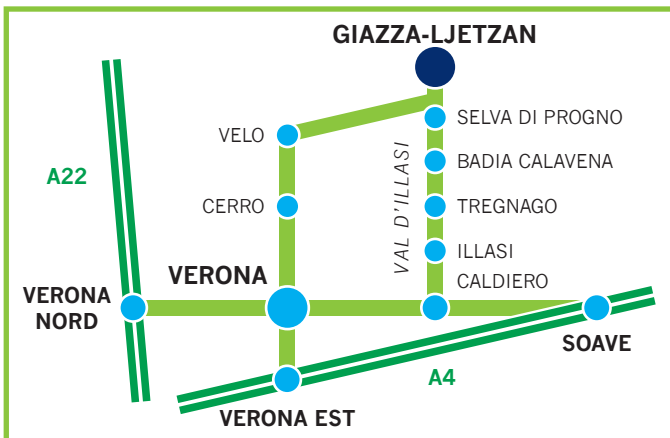 GIAZZA-LJETZAN
SELVA DI PROGNO
VELO
BADIA CALAVENA
A22
CERRO
VAL D'ILLASI
TREGNAGO
ILLASI
VERONA
CALDIERO
VERONA
NORD
SOAVE
A4
VERONA EST